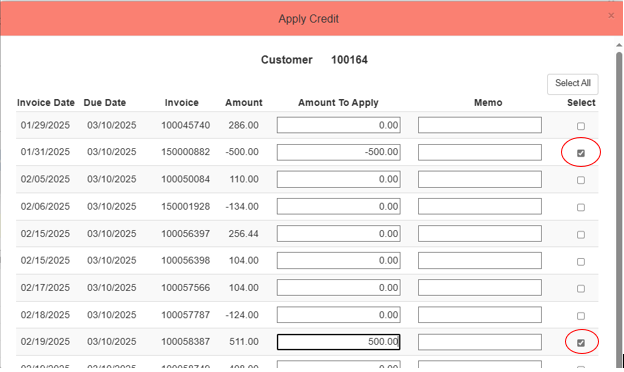 Apply Credit
×
Customer 100164
Select All
Invoice Date Due Date Invoice Amount Amount To Apply Memo Select
01/29/2025 03/10/2025 100045740 286.00 0.00
01/31/2025 03/10/2025 150000882 -500.00 -500.00
02/05/2025 03/10/2025 100050084 110.00 0.00
02/06/2025 03/10/2025 150001928 -134.00 0.00
02/15/2025 03/10/2025 100056397 256.44 0.00
02/15/2025 03/10/2025 100056398 104.00 0.00
02/17/2025 03/10/2025 100057566 104.00 0.00
02/18/2025 03/10/2025 100057787 -124.00 0.00
02/19/2025 03/10/2025 100058387 511.00 500.00